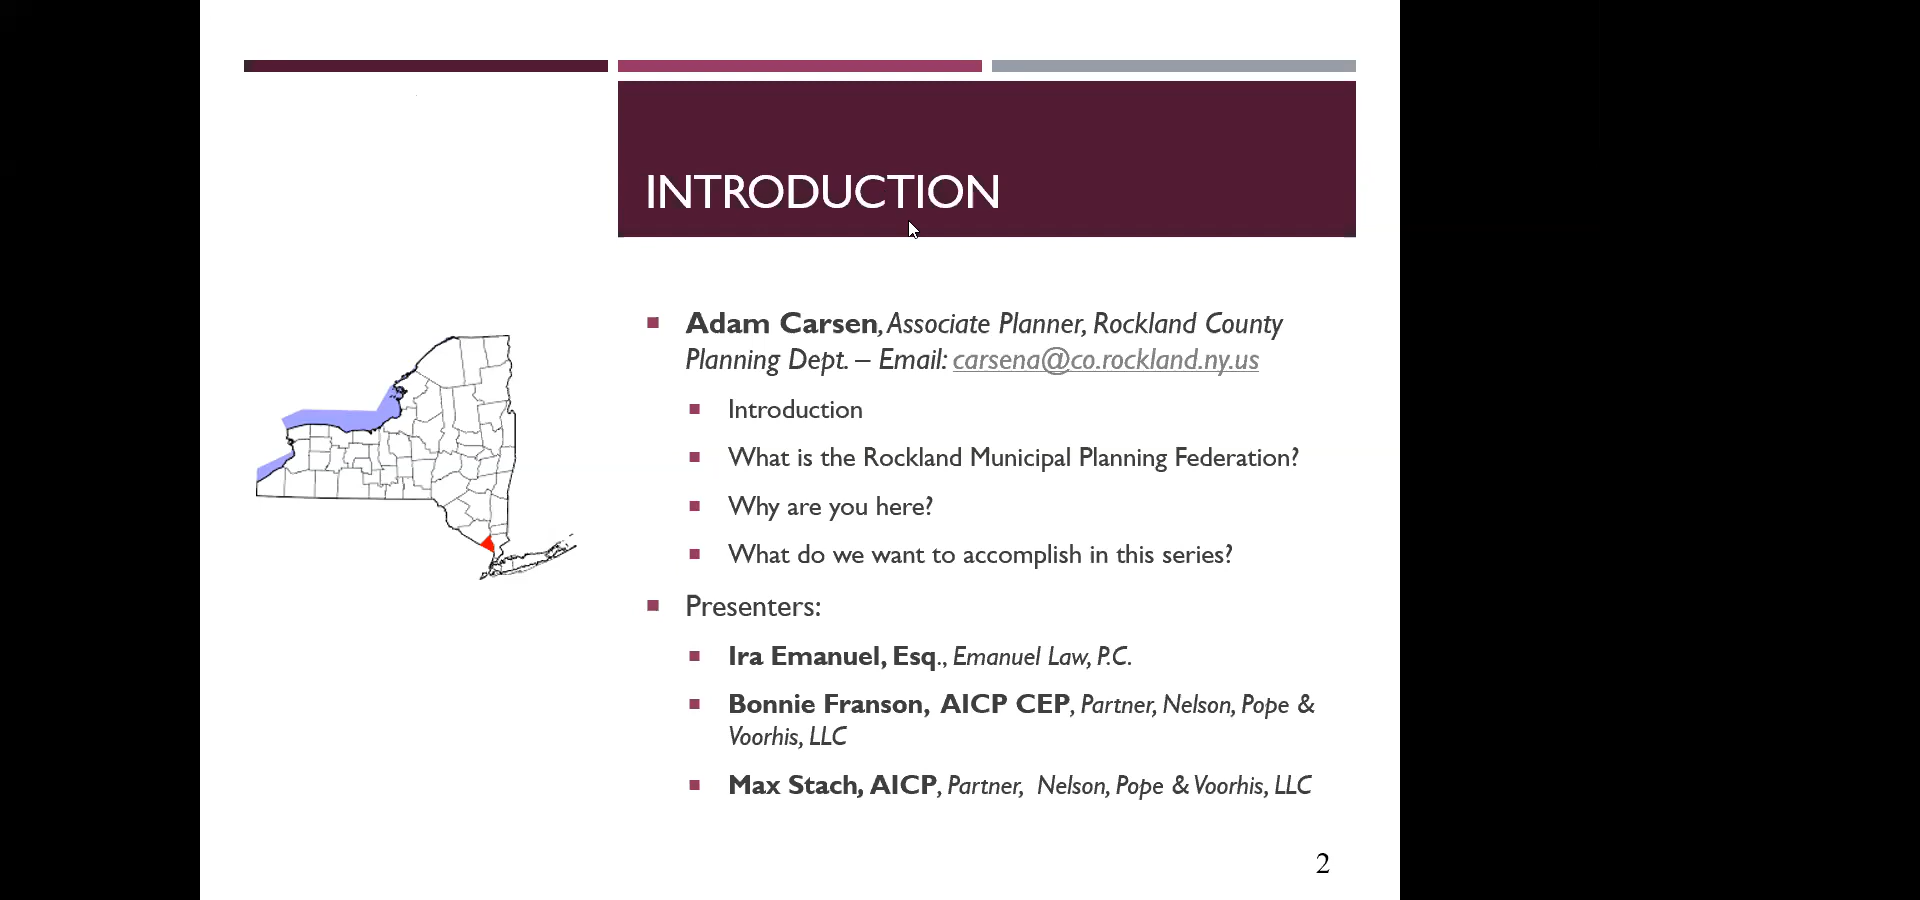 INTRODUCTION
Adam Carsen, Associate Planner, Rockland County
Planning Dept. – Email: carsena@co.rockland.ny.us
Introduction
What is the Rockland Municipal Planning Federation?
Why are you here?
What do we want to accomplish in this series?
Presenters:
Ira Emanuel, Esq., Emanuel Law, P.C.
Bonnie Franson, AICP CEP, Partner, Nelson, Pope &
Voorhis, LLC
Max Stach, AICP, Partner, Nelson, Pope & Voorhis, LLC
2